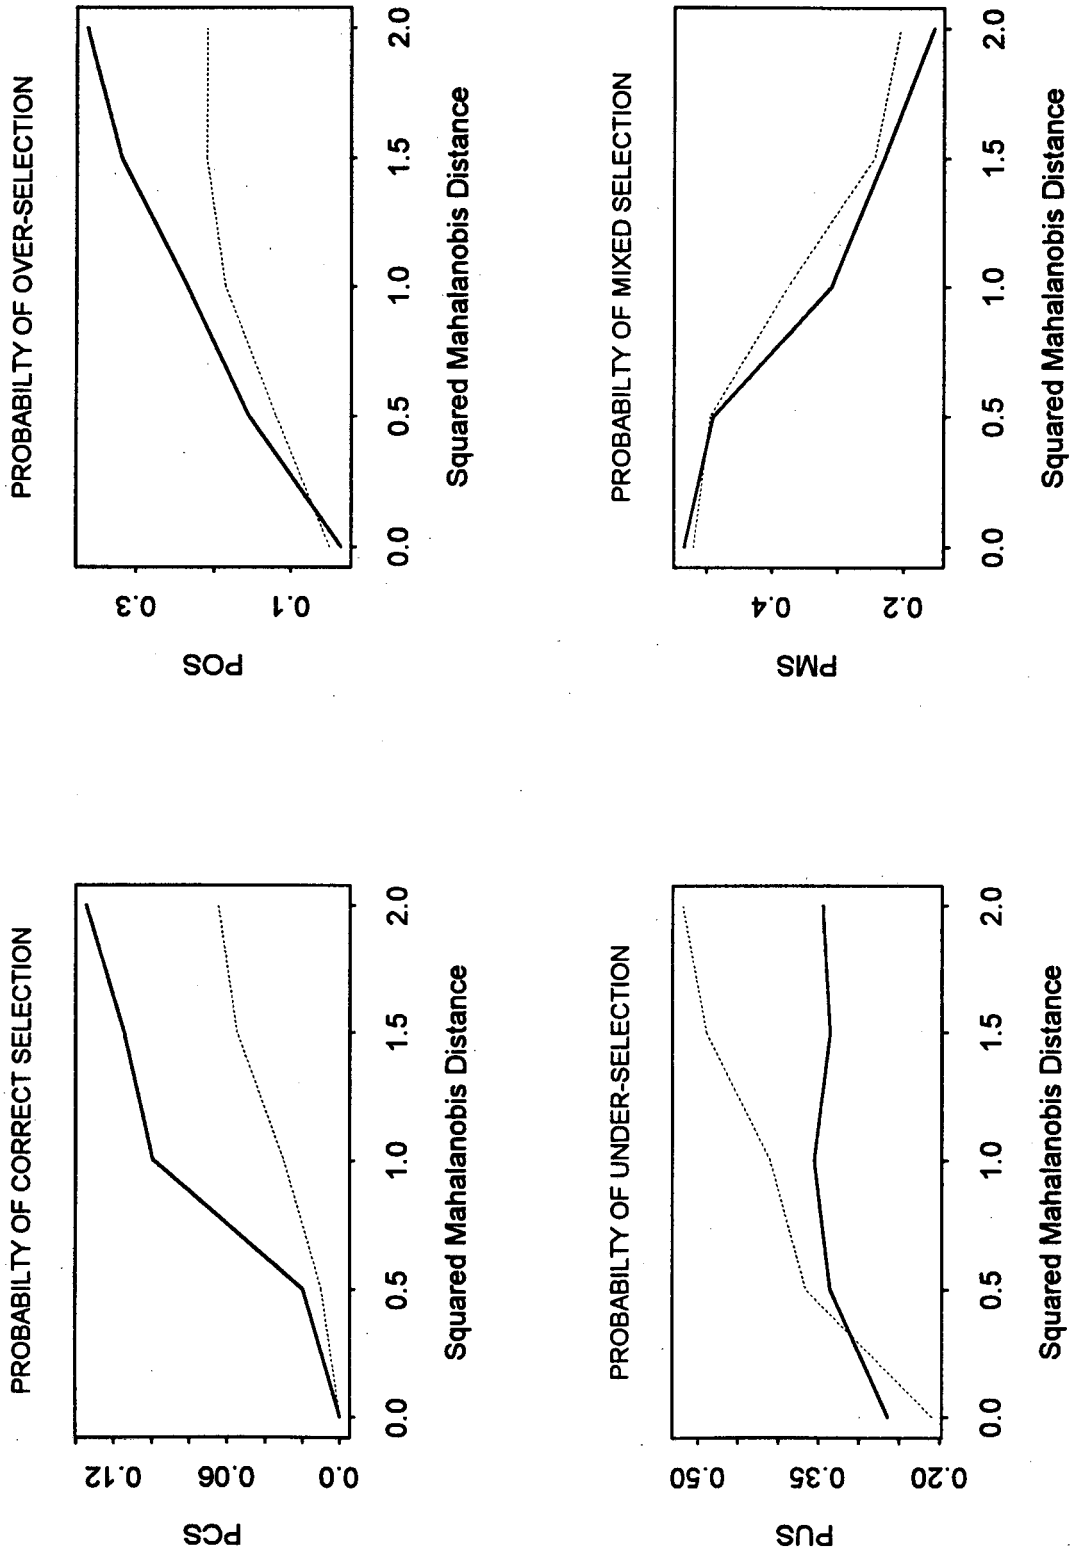 PROBABILTY OF CORRECT SELECTION
PCS
0.12
0.06
0.0
0.0 0.5 1.0 1.5 2.0
Squared Mahalanobis Distance
PROBABILTY OF OVER-SELECTION
POS
0.3
0.1
0.0 0.5 1.0 1.5 2.0
Squared Mahalanobis Distance
PROBABILTY OF UNDER-SELECTION
PUS
0.50
0.35
0.20
0.0 0.5 1.0 1.5 2.0
Squared Mahalanobis Distance
PROBABILTY OF MIXED SELECTION
PMS
0.4
0.2
0.0 0.5 1.0 1.5 2.0
Squared Mahalanobis Distance